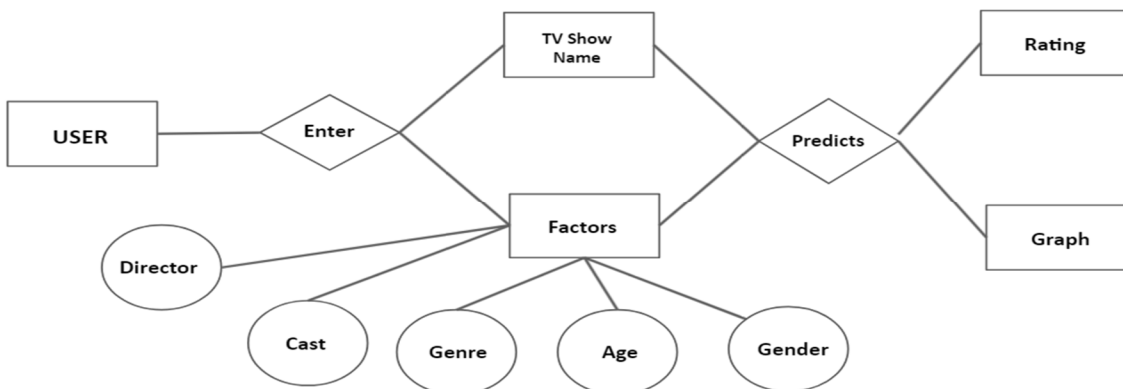 TV Show
Name
Rating
USER
Enter
Predicts
Factors
Graph
Director
Cast
Genre
Age
Gender